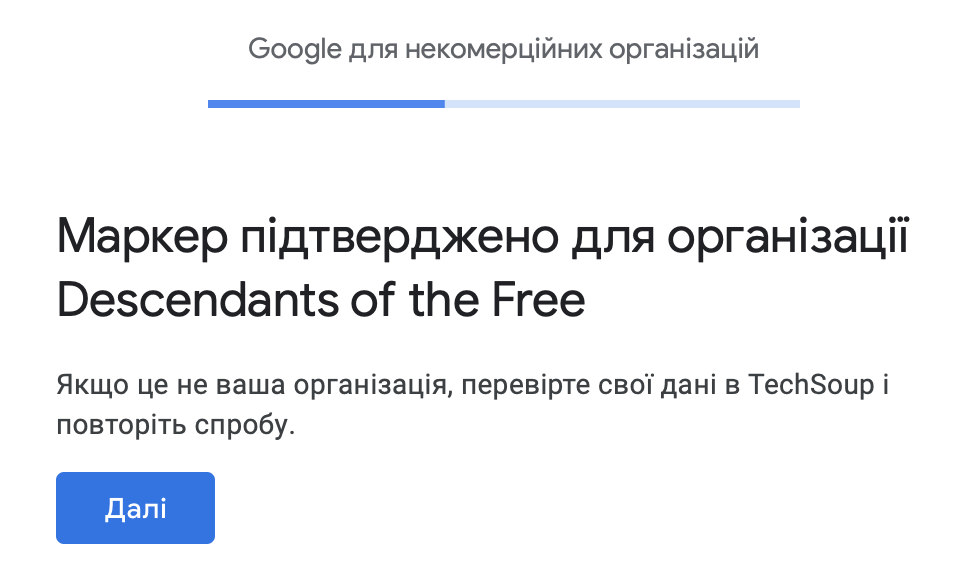 Google для некомерційних організацій
Маркер підтверджено для організації
Descendants of the Free
Якщо це не ваша організація, перевірте свої дані в TechSoup і
повторіть спробу.
Далі